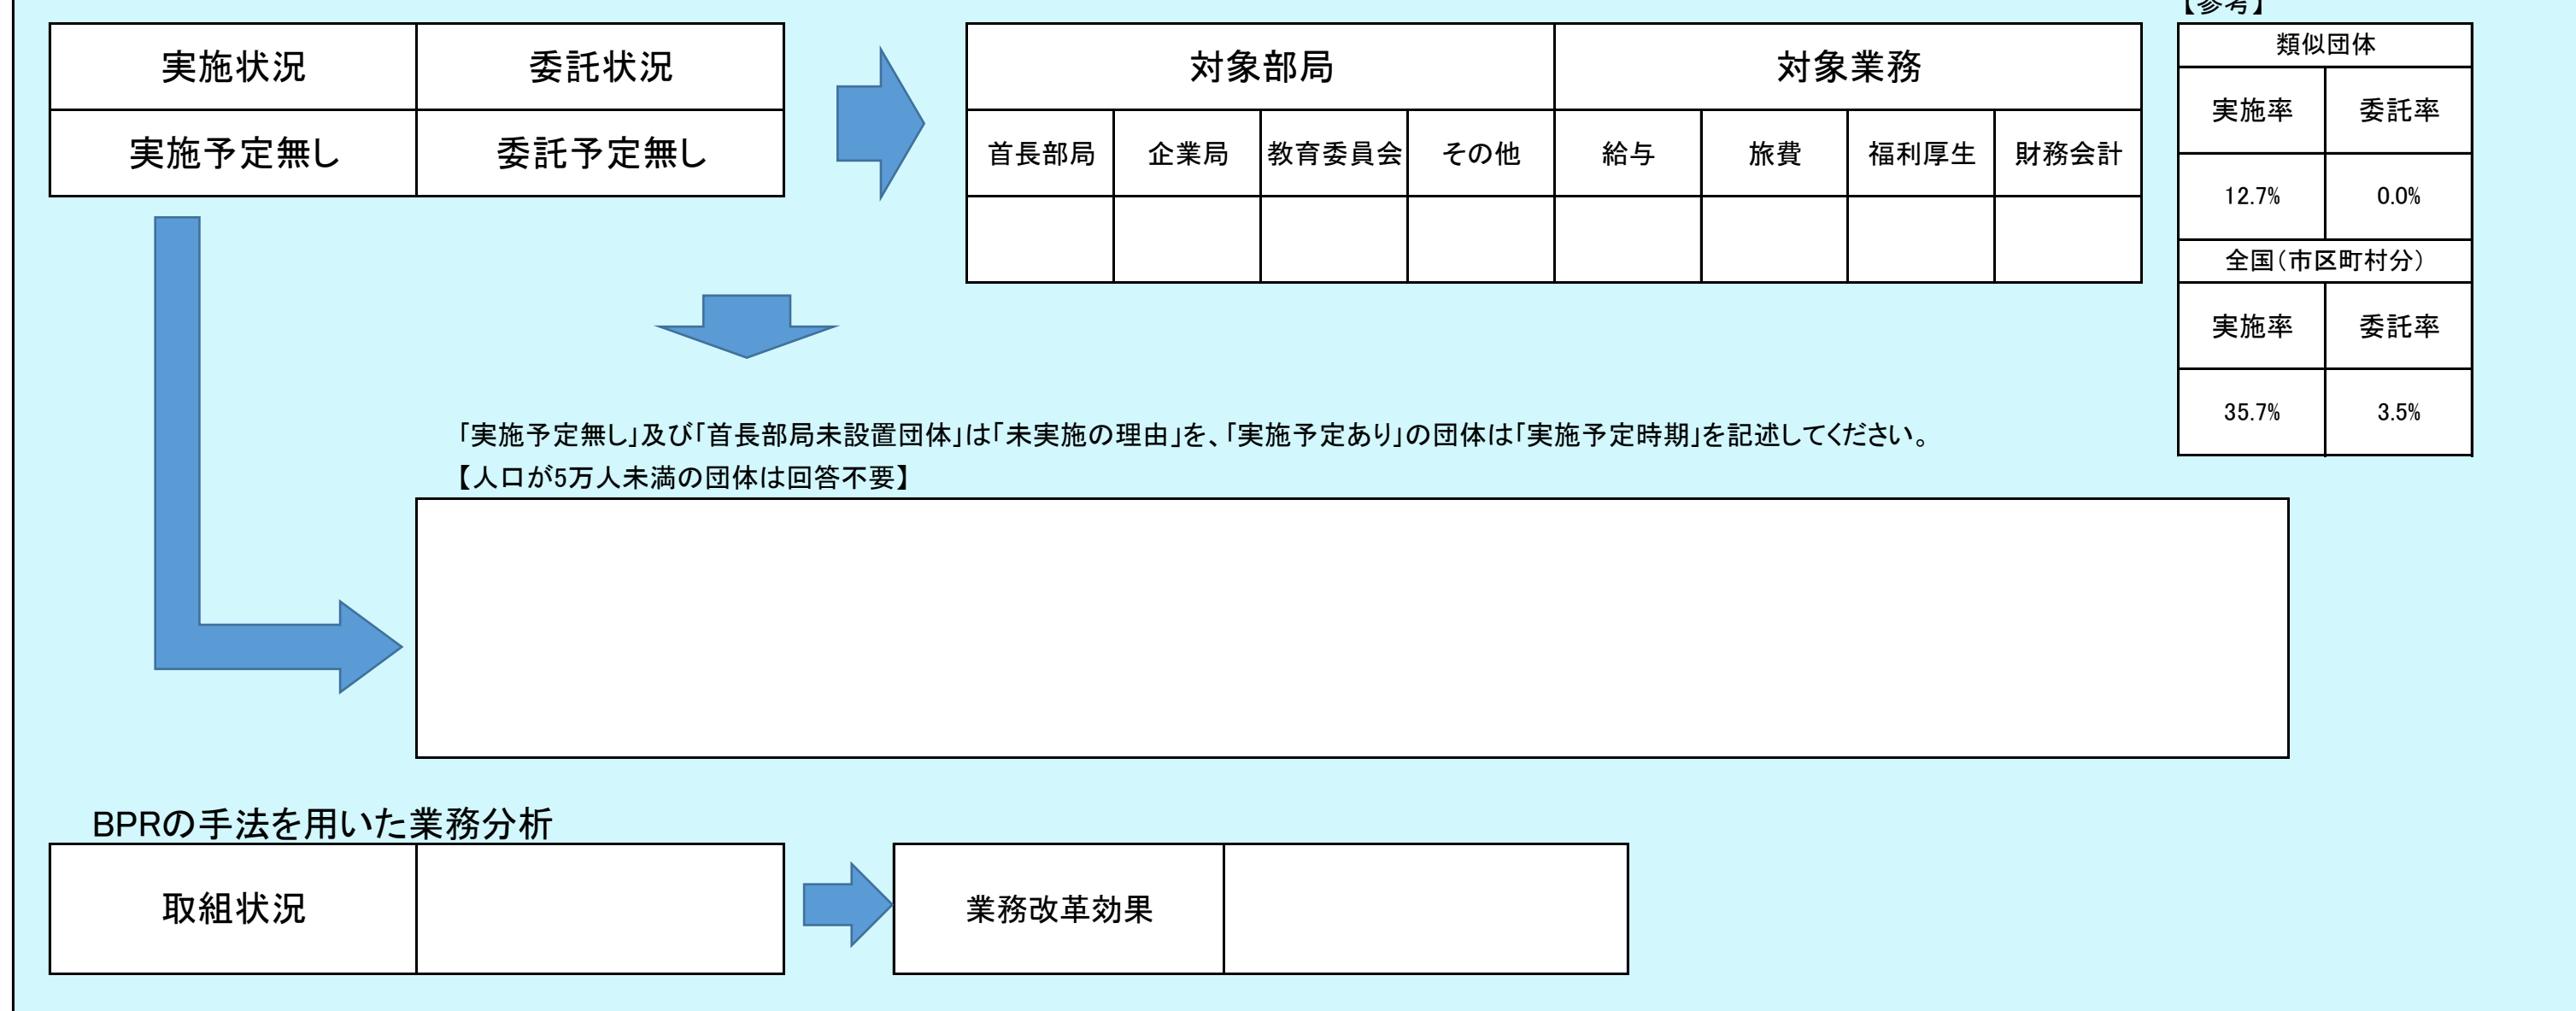 【参考】
実施状況 委託状況
実施予定無し 委託予定無し
対象部局 対象業務
首長部局 企業局 教育委員会 その他 給与 旅費 福利厚生 財務会計
類似団体
実施率 委託率
12.7% 0.0%
全国(市区町村分)
実施率 委託率
35.7% 3.5%
「実施予定無し」及び「首長部局未設置団体」は「未実施の理由」を、「実施予定あり」の団体は「実施予定時期」を記述してください。
【人口が5万人未満の団体は回答不要】
BPRの手法を用いた業務分析
取組状況 業務改革効果